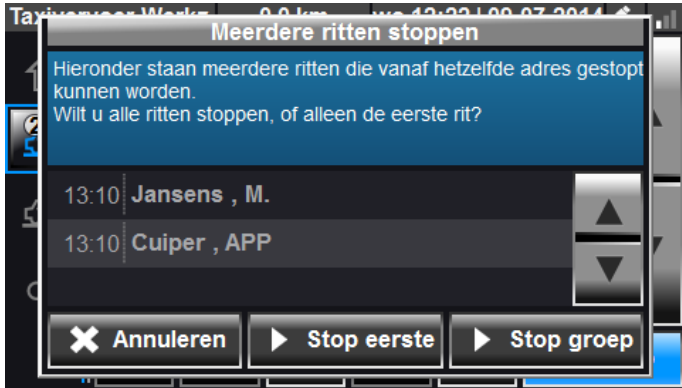 Meerdere ritten stoppen
Hieronder staan meerdere ritten die vanaf hetzelfde adres gestopt
kunnen worden.
Wilt u alle ritten stoppen, of alleen de eerste rit?
13:10 Jansens , M.
13:10 Cuiper , APP
Annuleren
Stop eerste
Stop groep